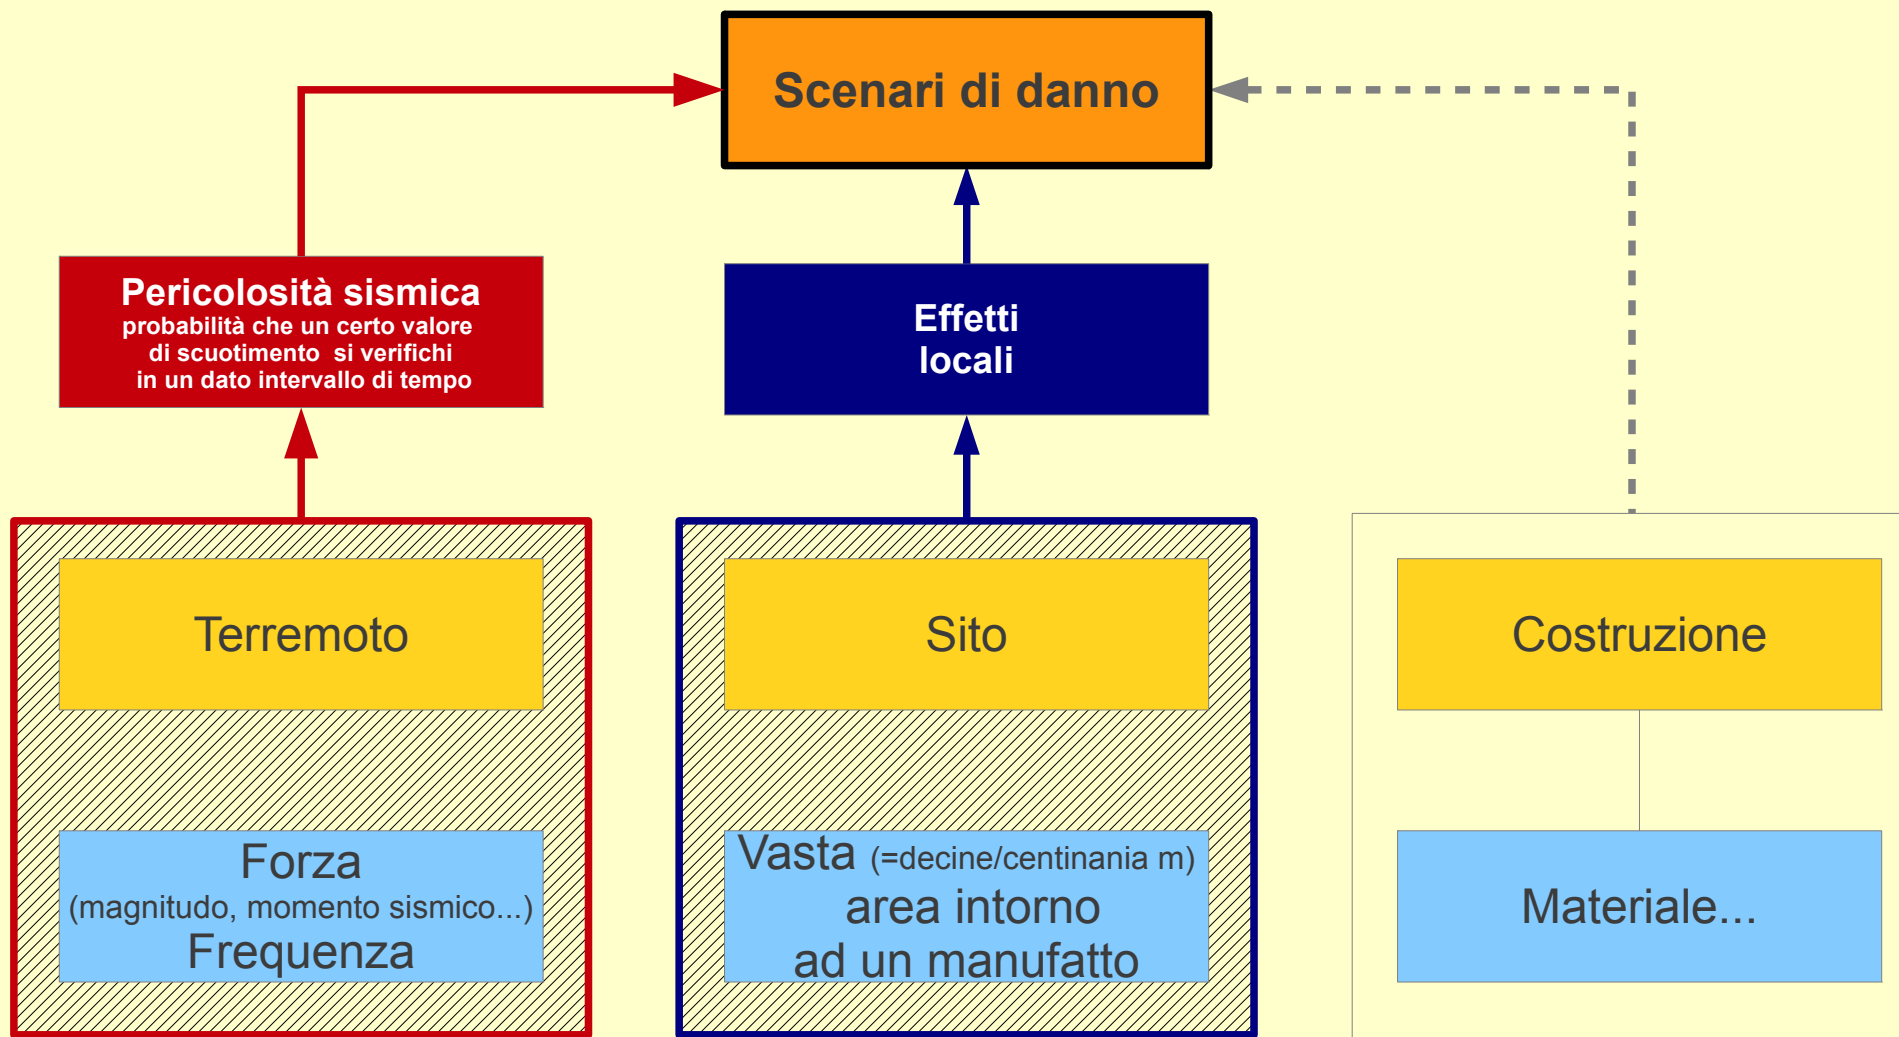 Scenari di danno
Pericolosità sismica
probabilità che un certo valore
di scuotimento si verifichi
in un dato intervallo di tempo
Effetti
locali
Terremoto
Sito
Costruzione
Forza
(magnitudo, momento sismico...)
Frequenza
Vasta (=decine/centinania m)
area intorno
ad un manufatto
Materiale...